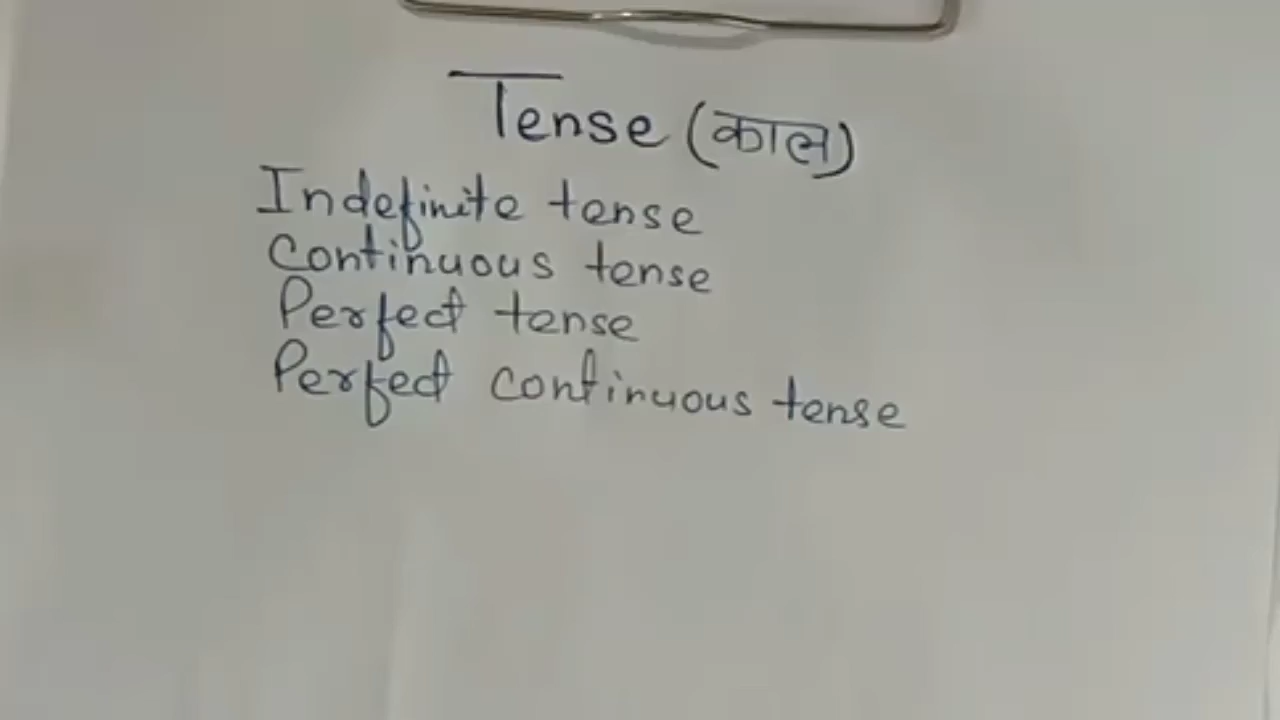 Tense (काल)
Indefinite tense
Continuous tense
Perfect tense
Perfect continuous tense